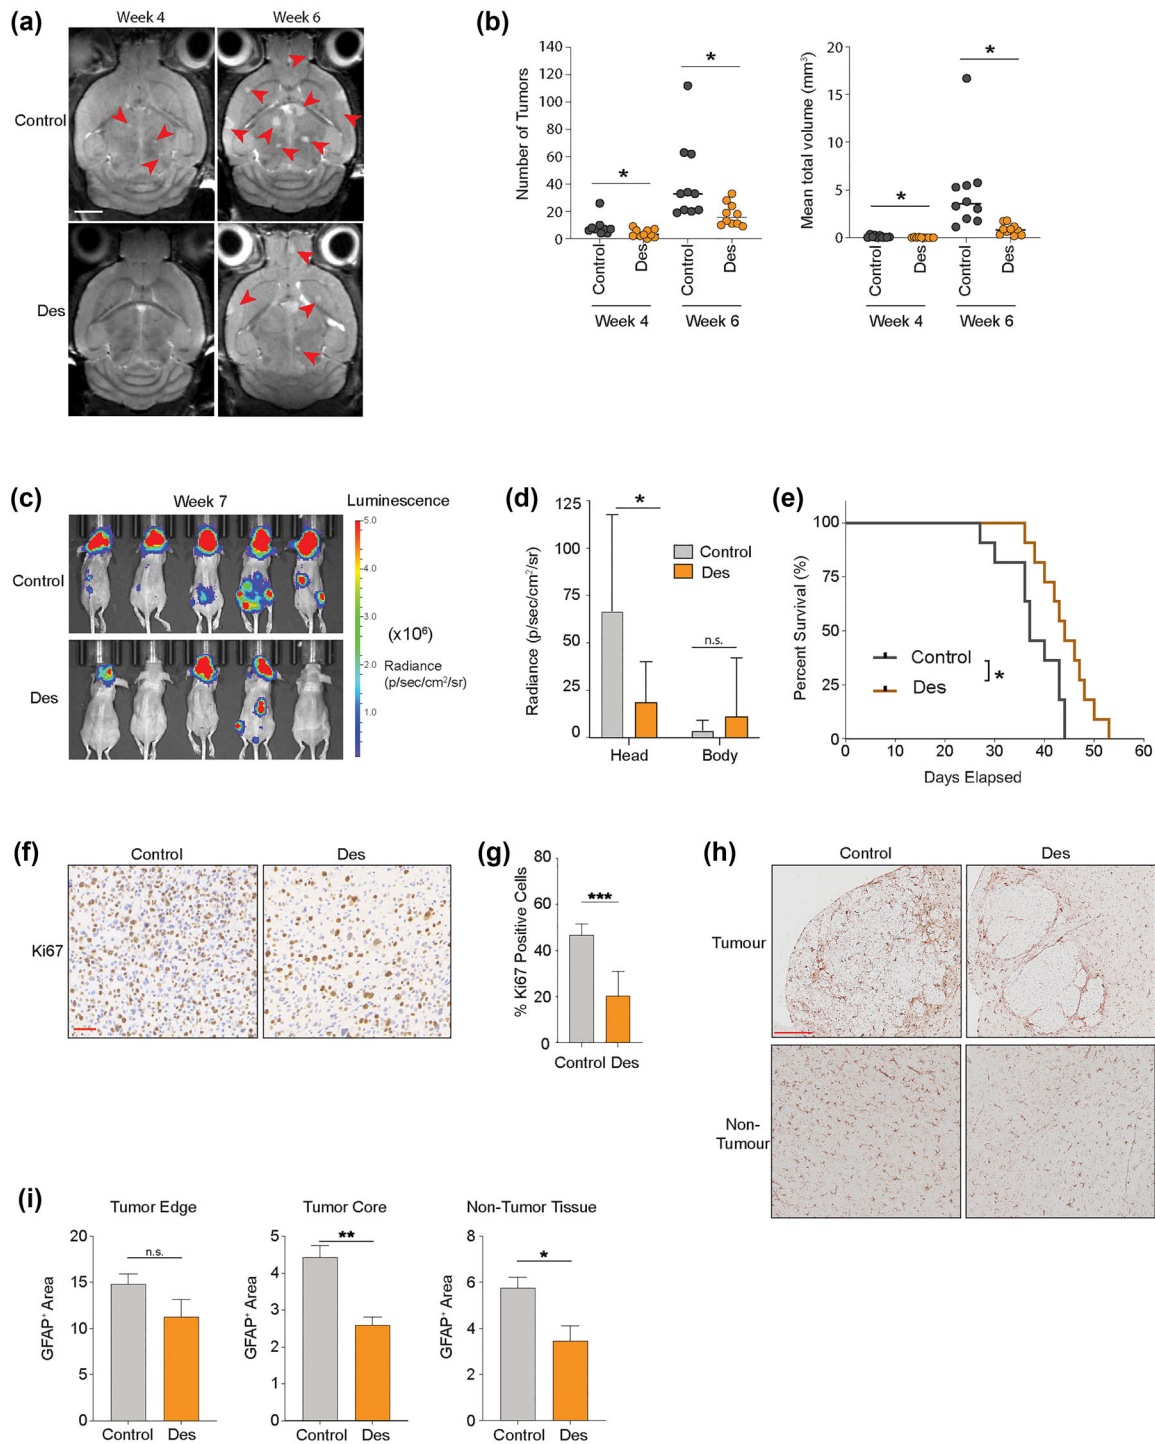 (a)
Week 4 Week 6
Control
Des
(b)
Number of Tumors
140
120
100
80
60
40
20
0
*
*
Control Des Control Des
Week 4 Week 6
Mean total volume (mm³)
20
15
10
5
0
*
*
Control Des Control Des
Week 4 Week 6
(c)
Week 7
Luminescence
Control
Des
5.0
4.0
3.0
2.0
1.0
(x10⁶)
Radiance
(p/sec/cm²/sr)
(d)
Radiance (p/sec/cm²/sr)
125
100
75
50
25
0
*
Control
Des
n.s.
Head Body
(e)
Percent Survival (%)
100
75
50
25
0
Control
Des
*
0 10 20 30 40 50 60
Days Elapsed
(f)
Control Des
Ki67
(g)
% Ki67 Positive Cells
80
60
40
20
0
***
Control Des
(h)
Control Des
Tumour
Non-
Tumour
(i)
Tumor Edge
GFAP⁺ Area
20
15
10
15
0
n.s.
Control Des
Tumor Core
GFAP⁺ Area
5
4
3
2
1
0
**
Control Des
Non-Tumor Tissue
GFAP⁺ Area
8
6
4
2
0
*
Control Des